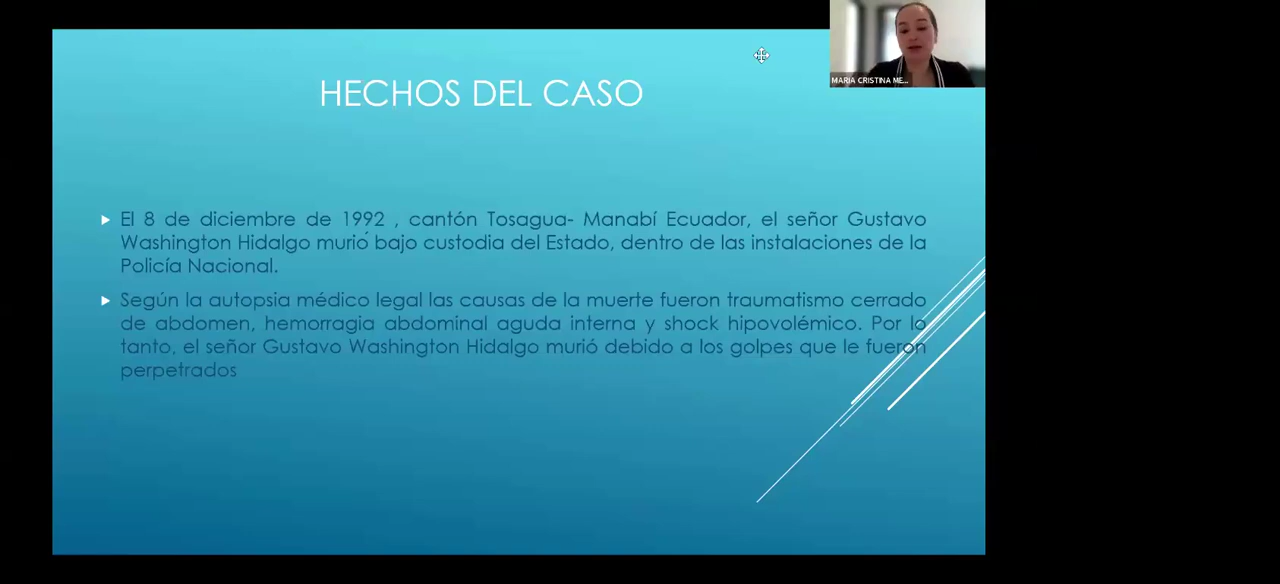 MARIA CRISTINA ME...
HECHOS DEL CASO
El 8 de diciembre de 1992 , cantón Tosagua- Manabí Ecuador, el señor Gustavo
Washington Hidalgo murió bajo custodia del Estado, dentro de las instalaciones de la
Policía Nacional.
Según la autopsia médico legal las causas de la muerte fueron traumatismo cerrado
de abdomen, hemorragia abdominal aguda interna y shock hipovolémico. Por lo
tanto, el señor Gustavo Washington Hidalgo murió debido a los golpes que le fueron
perpetrados